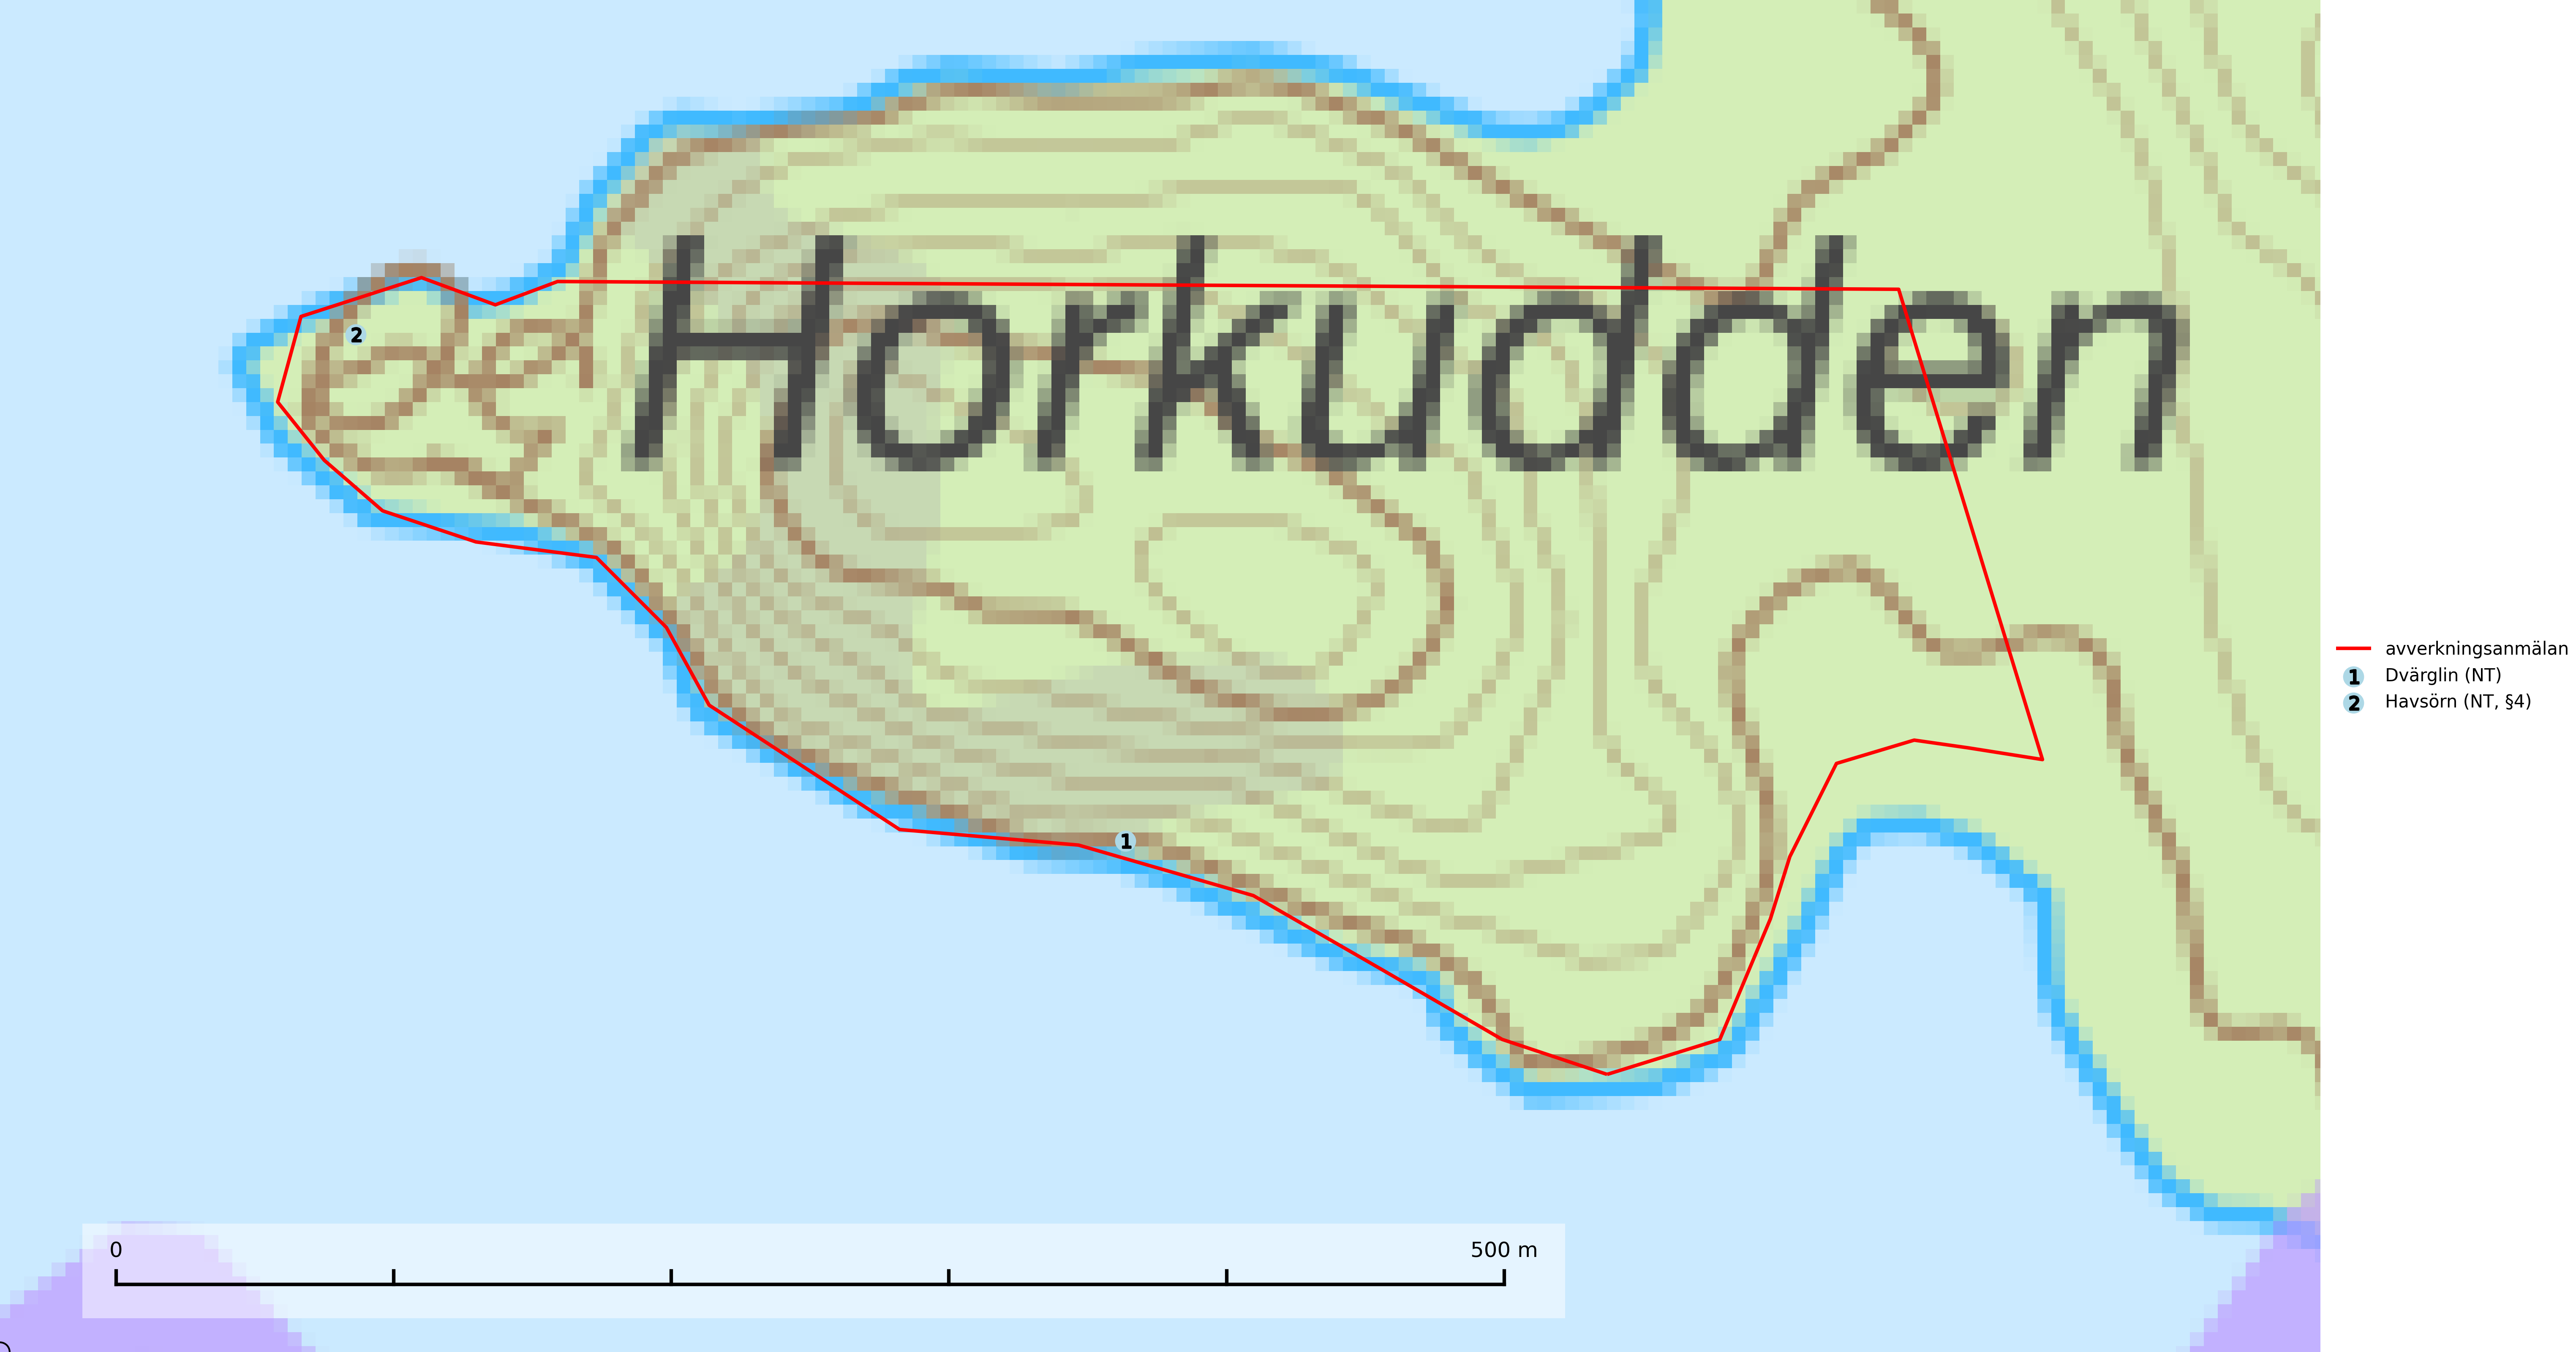 Horkudden
2
1
0 500 m
avverkningsanmälan
1 Dvärglin (NT)
2 Havsörn (NT, §4)